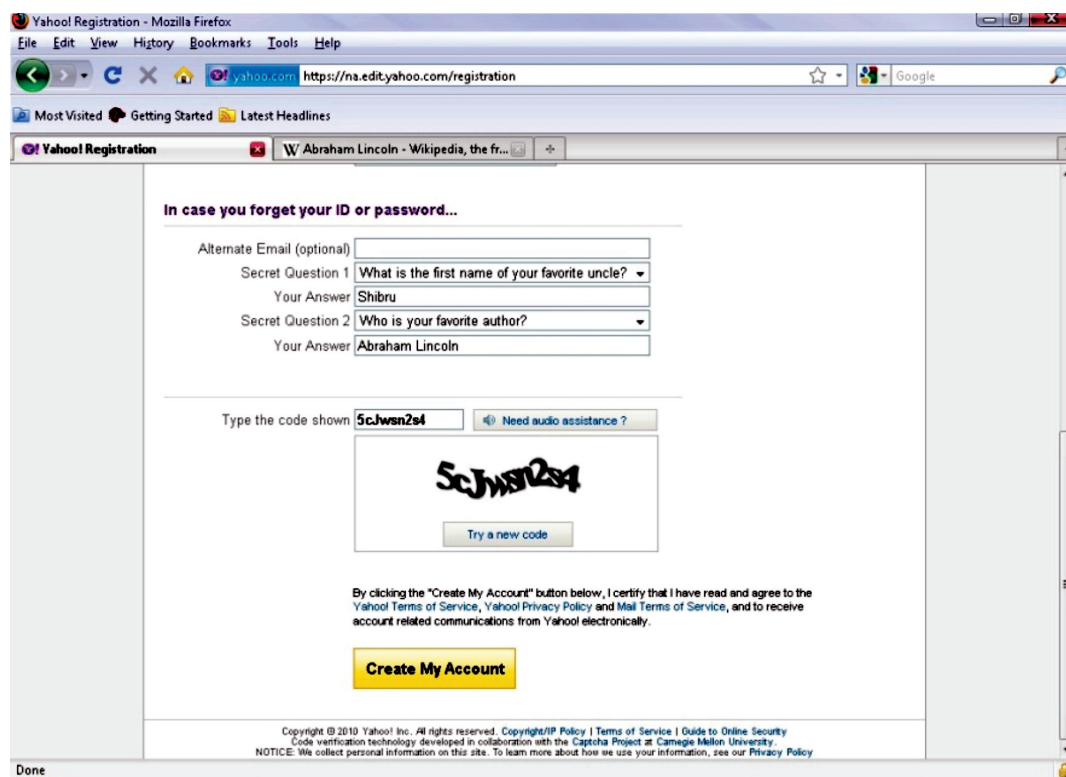 Yahoo! Registration - Mozilla Firefox
File Edit View History Bookmarks Tools Help
yahoo.com https://na.edit.yahoo.com/registration Google
Most Visited Getting Started Latest Headlines
Yahoo! Registration Abraham Lincoln - Wikipedia, the fr...
In case you forget your ID or password...
Alternate Email (optional)
Secret Question 1 What is the first name of your favorite uncle?
Your Answer Shibru
Secret Question 2 Who is your favorite author?
Your Answer Abraham Lincoln
Type the code shown 5cJwsn2s4 Need audio assistance ?
5cJwsn2s4
Try a new code
By clicking the "Create My Account" button below, I certify that I have read and agree to the
Yahoo! Terms of Service, Yahoo! Privacy Policy and Mail Terms of Service, and to receive
account related communications from Yahoo! electronically.
Create My Account
Copyright © 2010 Yahoo! Inc. All rights reserved. Copyright/IP Policy | Terms of Service | Guide to Online Security
Code verification technology developed in collaboration with the Captcha Project at Carnegie Mellon University.
NOTICE: We collect personal information on this site. To learn more about how we use your information, see our Privacy Policy
Done